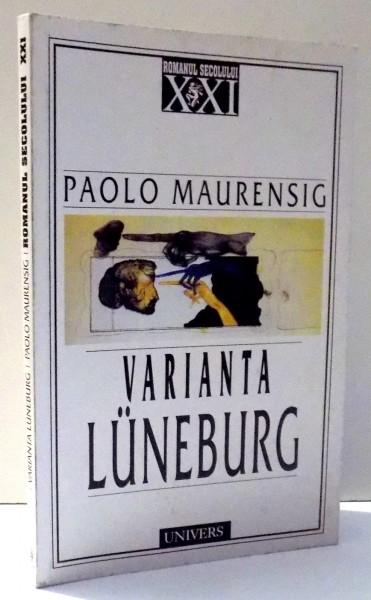 VARIANTA LÜNEBURG | PAOLO MAURENSIG | ROMANUL SECOLULUI XXI
ROMANUL SECOLULUI
XXI
PAOLO MAURENSIG
VARIANTA
LÜNEBURG
UNIVERS